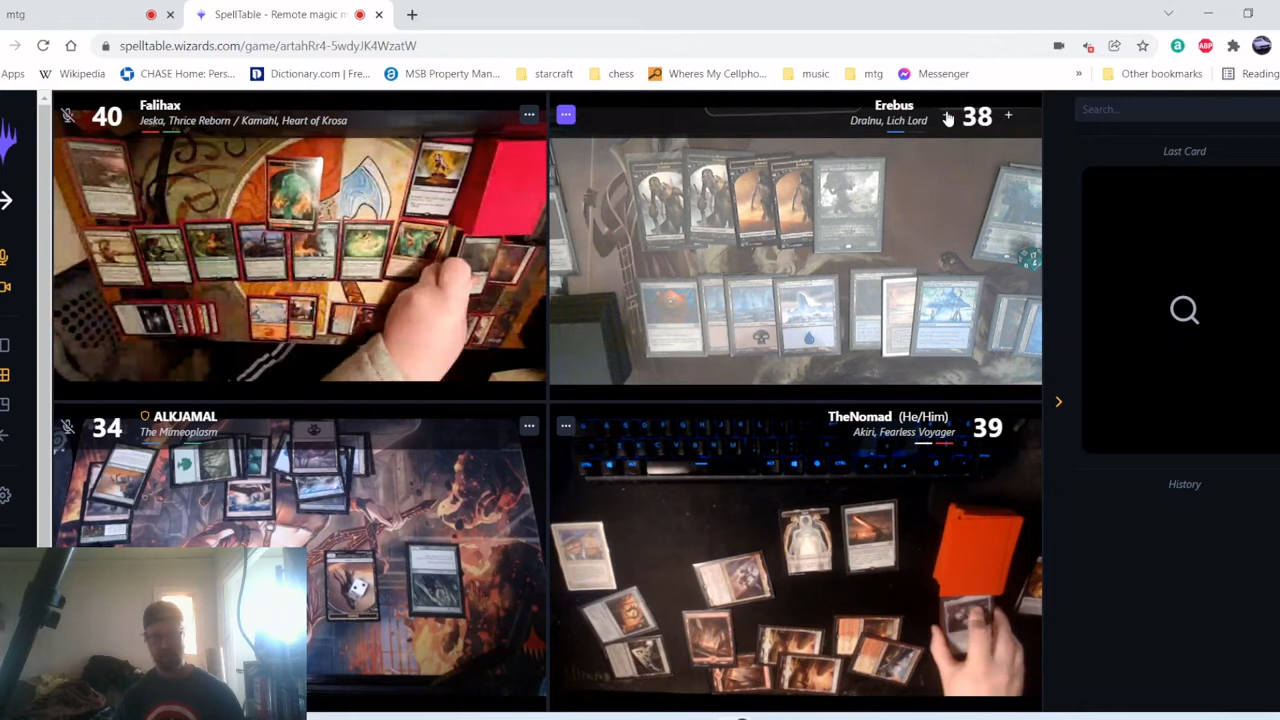 mtg
SpellTable - Remote magic m
spelltable.wizards.com/game/artahRr4-5wdyJK4WzatW
Apps
Wikipedia
CHASE Home Pers...
Dictionary.com | Fre...
MSB Property Man...
starcraft
chess
Wheres My Cellpho...
music
mtg
Messenger
»
Other bookmarks
Reading
ABP
40
Falihax
Jeska, Thrice Reborn / Kamahl, Heart of Krosa
Erebus
Dralnu, Lich Lord
38
+
Search...
Last Card
History
34
ALKJAMAL
The Mimeoplasm
TheNomad (He/Him)
Akiri, Fearless Voyager
39